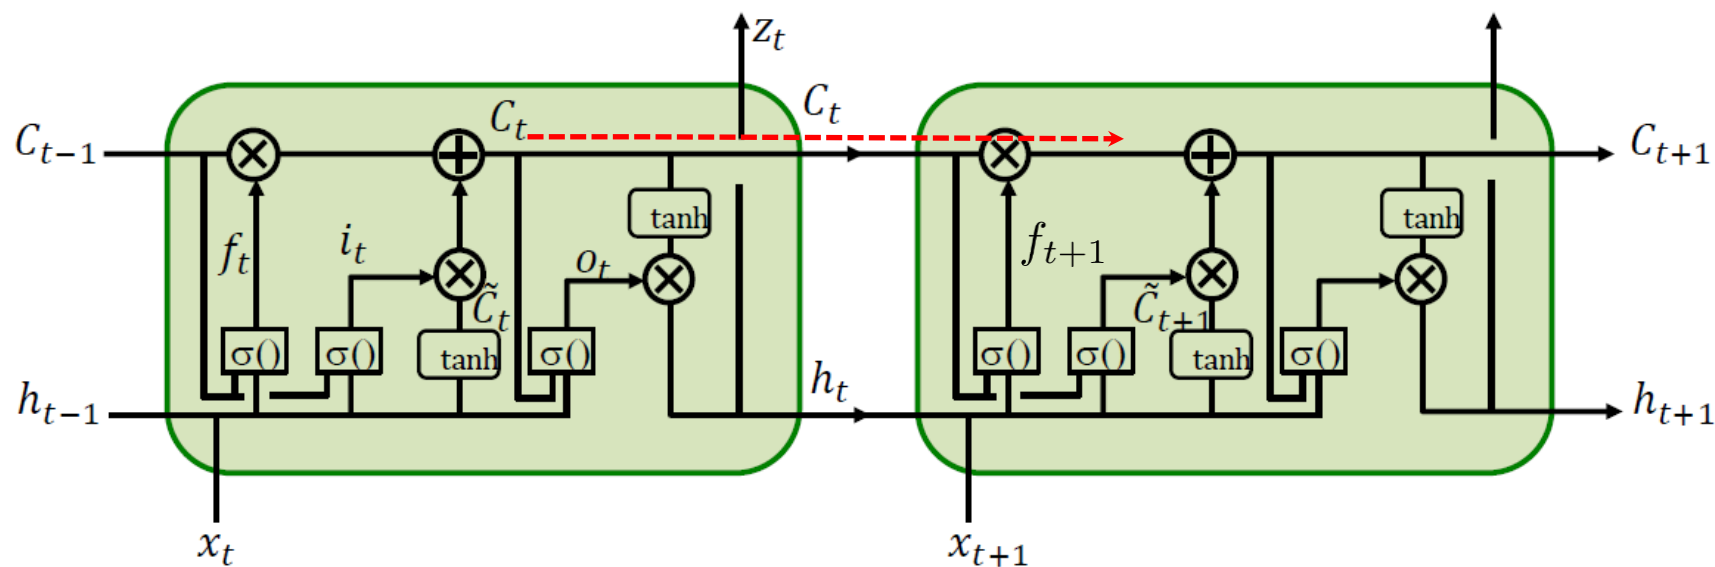 z_t
C_t
C_t
C_{t-1}
C_{t+1}
tanh
tanh
f_t
i_t
o_t
f_{t+1}
C̃_t
C̃_{t+1}
σ()
σ()
tanh
σ()
σ()
σ()
tanh
σ()
h_{t-1}
h_t
h_{t+1}
x_t
x_{t+1}